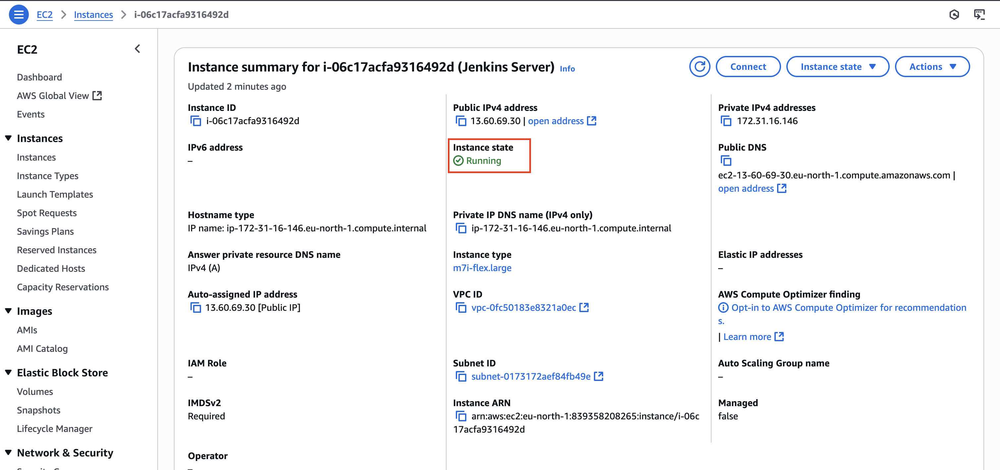 EC2 > Instances > i-06c17acfa9316492d
EC2
Dashboard
AWS Global View
Events
Instances
Instances
Instance Types
Launch Templates
Spot Requests
Savings Plans
Reserved Instances
Dedicated Hosts
Capacity Reservations
Images
AMIs
AMI Catalog
Elastic Block Store
Volumes
Snapshots
Lifecycle Manager
Network & Security
Instance summary for i-06c17acfa9316492d (Jenkins Server) Info
Connect
Instance state
Actions
Updated 2 minutes ago
Instance ID
i-06c17acfa9316492d
Public IPv4 address
13.60.69.30 | open address
Private IPv4 addresses
172.31.16.146
IPv6 address
–
Instance state
Running
Public DNS
ec2-13-60-69-30.eu-north-1.compute.amazonaws.com |
open address
Hostname type
IP name: ip-172-31-16-146.eu-north-1.compute.internal
Private IP DNS name (IPv4 only)
ip-172-31-16-146.eu-north-1.compute.internal
Answer private resource DNS name
IPv4 (A)
Instance type
m7i-flex.large
Elastic IP addresses
–
Auto-assigned IP address
13.60.69.30 [Public IP]
VPC ID
vpc-0fc50183e8321a0ec
AWS Compute Optimizer finding
Opt-in to AWS Compute Optimizer for recommendation
s.
| Learn more
IAM Role
–
Subnet ID
subnet-0173172aef84fb49e
Auto Scaling Group name
–
IMDSv2
Required
Instance ARN
arn:aws:ec2:eu-north-1:839358208265:instance/i-06c
17acfa9316492d
Managed
false
Operator
–